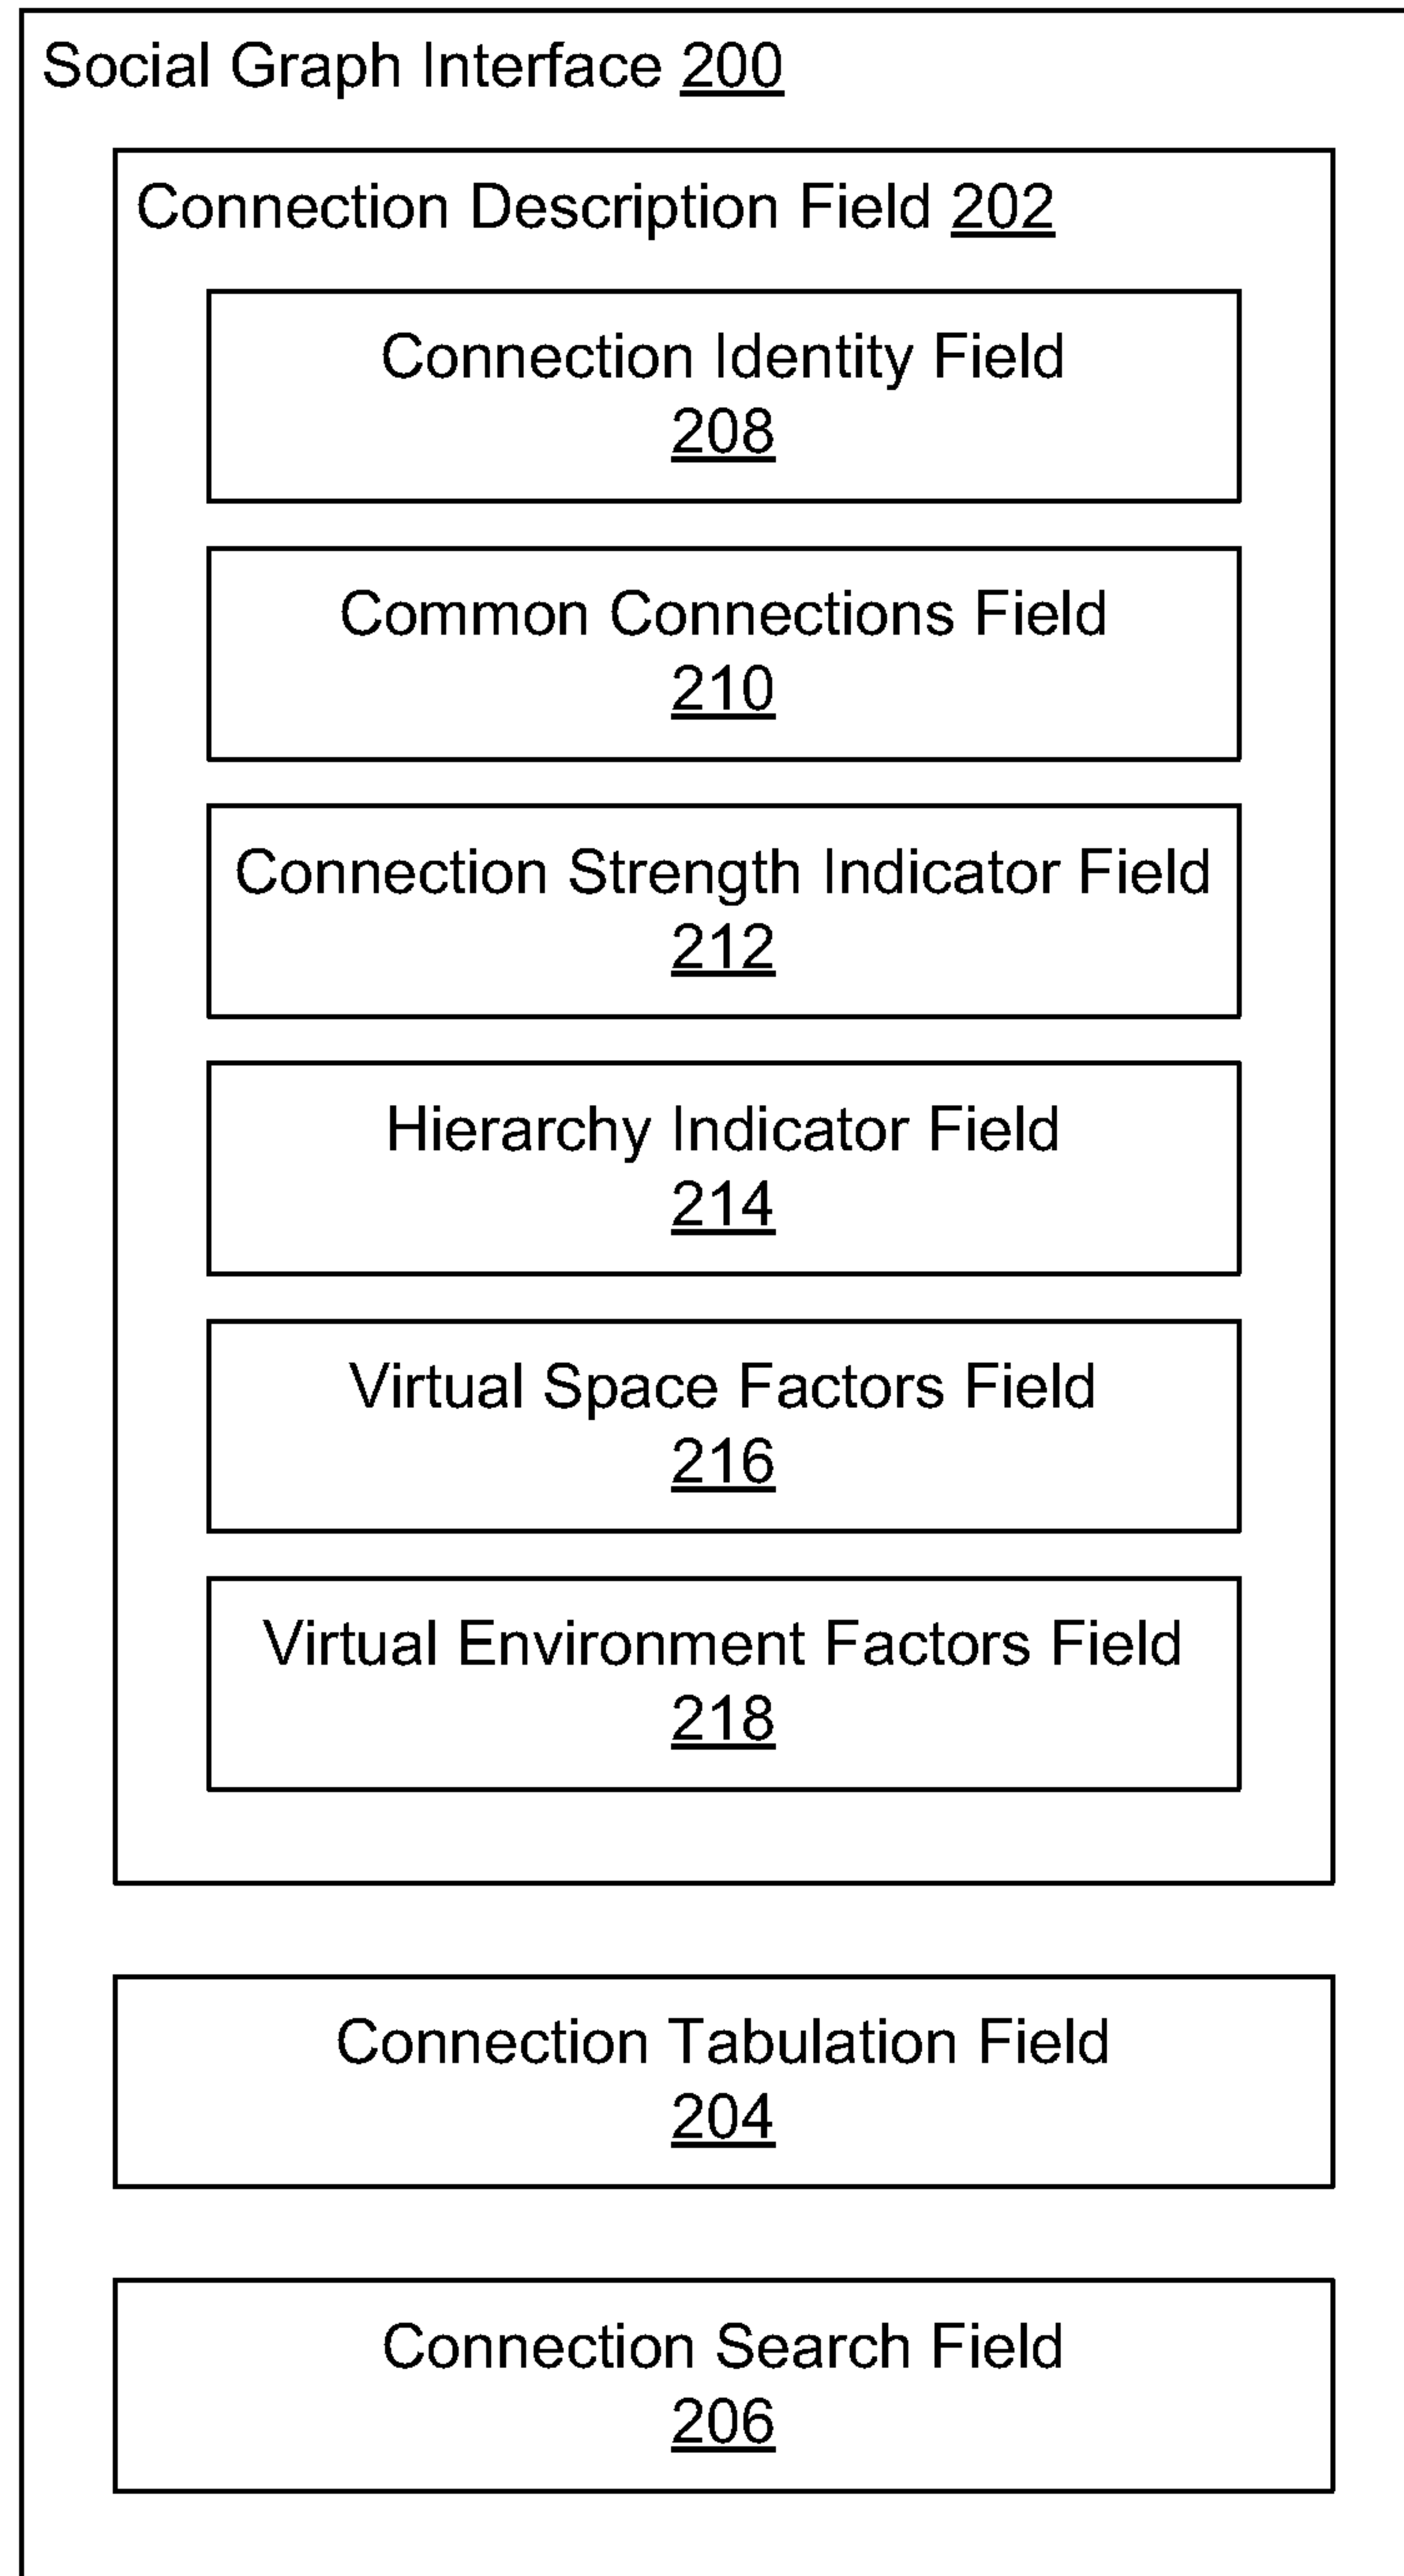 Social Graph Interface 200
Connection Description Field 202
Connection Identity Field
208
Common Connections Field
210
Connection Strength Indicator Field
212
Hierarchy Indicator Field
214
Virtual Space Factors Field
216
Virtual Environment Factors Field
218
Connection Tabulation Field
204
Connection Search Field
206